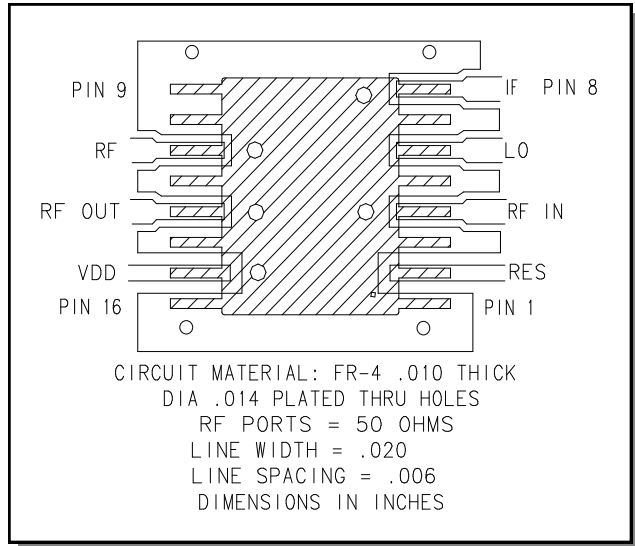 PIN 9
IF PIN 8
RF
LO
RF OUT
RF IN
VDD
RES
PIN 16
PIN 1
CIRCUIT MATERIAL: FR-4 .010 THICK
DIA .014 PLATED THRU HOLES
RF PORTS = 50 OHMS
LINE WIDTH = .020
LINE SPACING = .006
DIMENSIONS IN INCHES